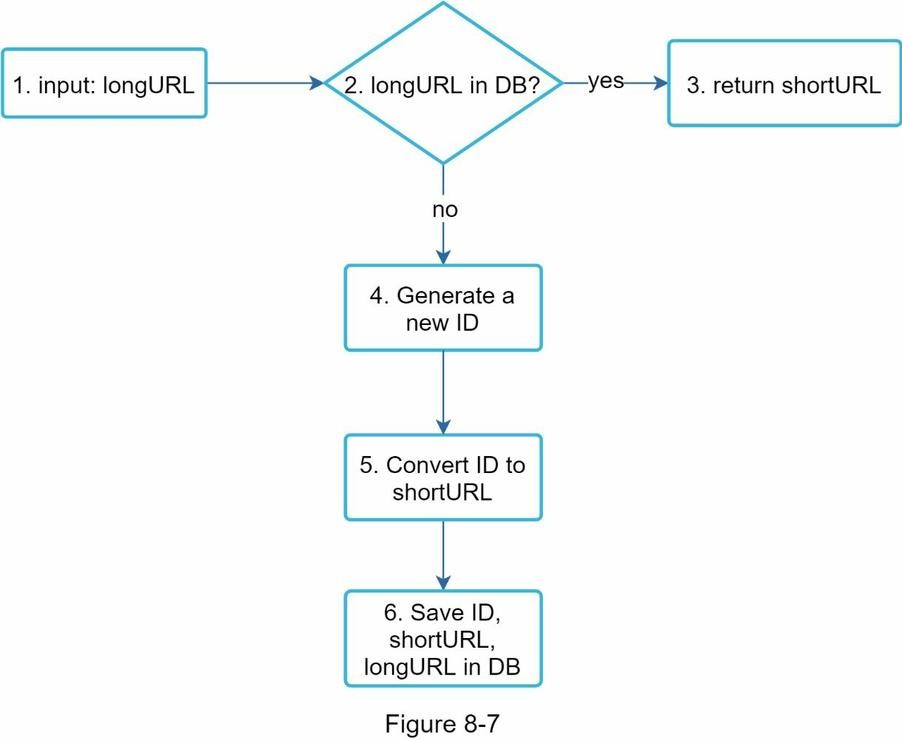 1. input: longURL
2. longURL in DB?
yes
3. return shortURL
no
4. Generate a
new ID
5. Convert ID to
shortURL
6. Save ID,
shortURL,
longURL in DB
Figure 8-7